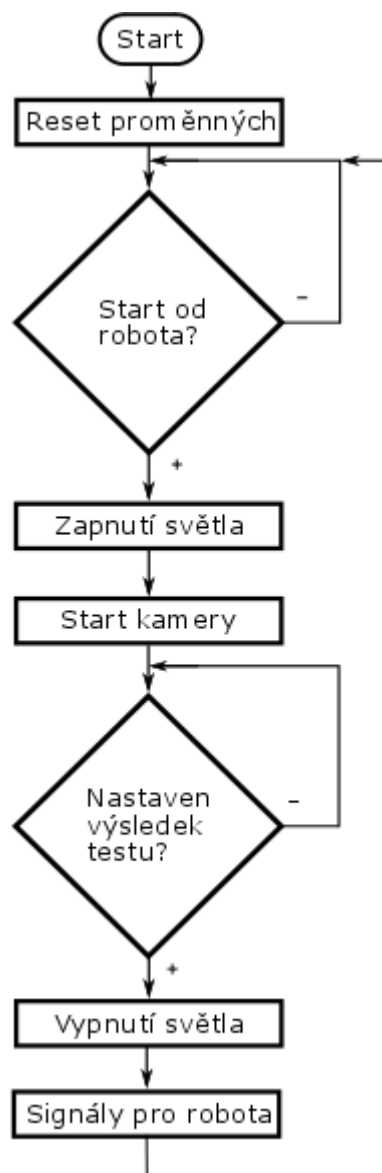 Start
Reset proměnných
Start od
robota?
–
+
Zapnutí světla
Start kamery
Nastaven
výsledek
testu?
–
+
Vypnutí světla
Signály pro robota